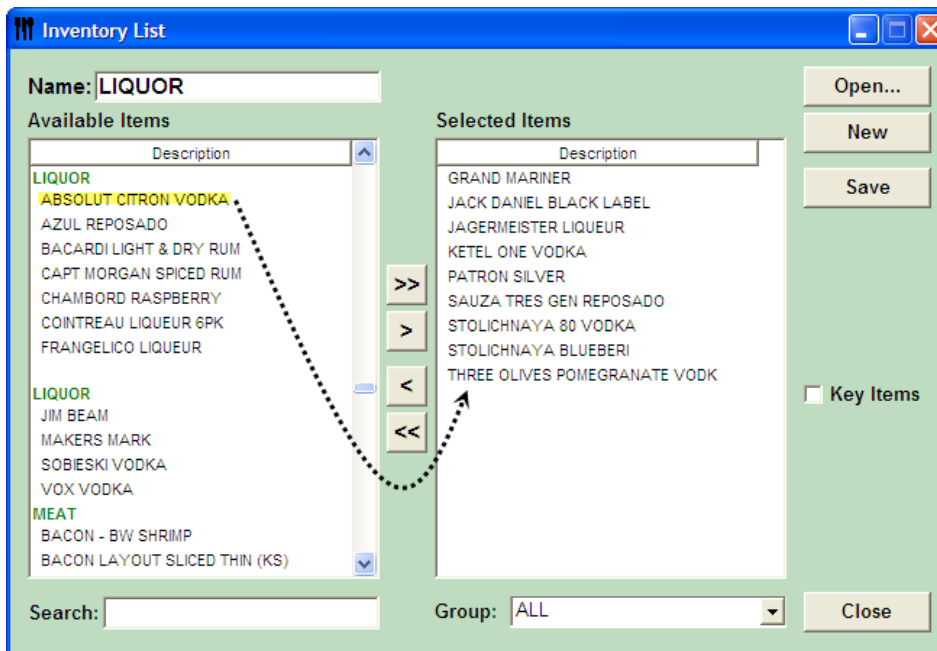 Inventory List
Name: LIQUOR
Open...
Available Items
Selected Items
New
Description
Description
Save
LIQUOR
ABSOLUT CITRON VODKA
AZUL REPOSADO
BACARDI LIGHT & DRY RUM
CAPT MORGAN SPICED RUM
CHAMBORD RASPBERRY
COINTREAU LIQUEUR 6PK
FRANGELICO LIQUEUR
LIQUOR
JIM BEAM
MAKERS MARK
SOBIESKI VODKA
VOX VODKA
MEAT
BACON - BW SHRIMP
BACON LAYOUT SLICED THIN (KS)
>>
>
<
<<
GRAND MARINER
JACK DANIEL BLACK LABEL
JAGERMEISTER LIQUEUR
KETEL ONE VODKA
PATRON SILVER
SAUZA TRES GEN REPOSADO
STOLICHNAYA 80 VODKA
STOLICHNAYA BLUEBERI
THREE OLIVES POMEGRANATE VODK
Key Items
Search:
Group: ALL
Close